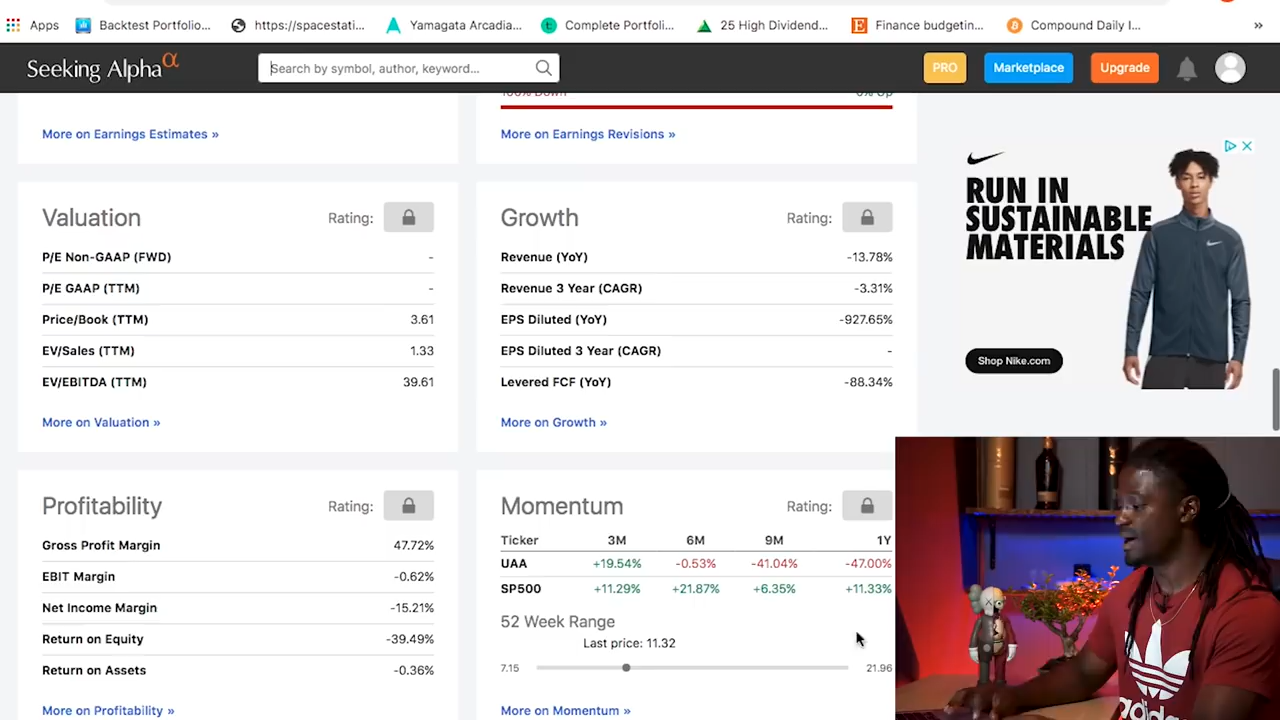 Apps
Backtest Portfolio...
https://spacestati...
Yamagata Arcadia...
Complete Portfoli...
25 High Dividend...
Finance budgetin...
Compound Daily I...
»
Seeking Alpha α
Search by symbol, author, keyword...
PRO
Marketplace
Upgrade
100% Down
0% Up
More on Earnings Estimates »
More on Earnings Revisions »
Valuation
Rating:
P/E Non-GAAP (FWD) -
P/E GAAP (TTM) -
Price/Book (TTM) 3.61
EV/Sales (TTM) 1.33
EV/EBITDA (TTM) 39.61
More on Valuation »
Growth
Rating:
Revenue (YoY) -13.78%
Revenue 3 Year (CAGR) -3.31%
EPS Diluted (YoY) -927.65%
EPS Diluted 3 Year (CAGR) -
Levered FCF (YoY) -88.34%
More on Growth »
RUN IN
SUSTAINABLE
MATERIALS
Shop Nike.com
Profitability
Rating:
Gross Profit Margin 47.72%
EBIT Margin -0.62%
Net Income Margin -15.21%
Return on Equity -39.49%
Return on Assets -0.36%
More on Profitability »
Momentum
Rating:
Ticker 3M 6M 9M 1Y
UAA +19.54% -0.53% -41.04% -47.00%
SP500 +11.29% +21.87% +6.35% +11.33%
52 Week Range
Last price: 11.32
7.15 21.96
More on Momentum »
adidas